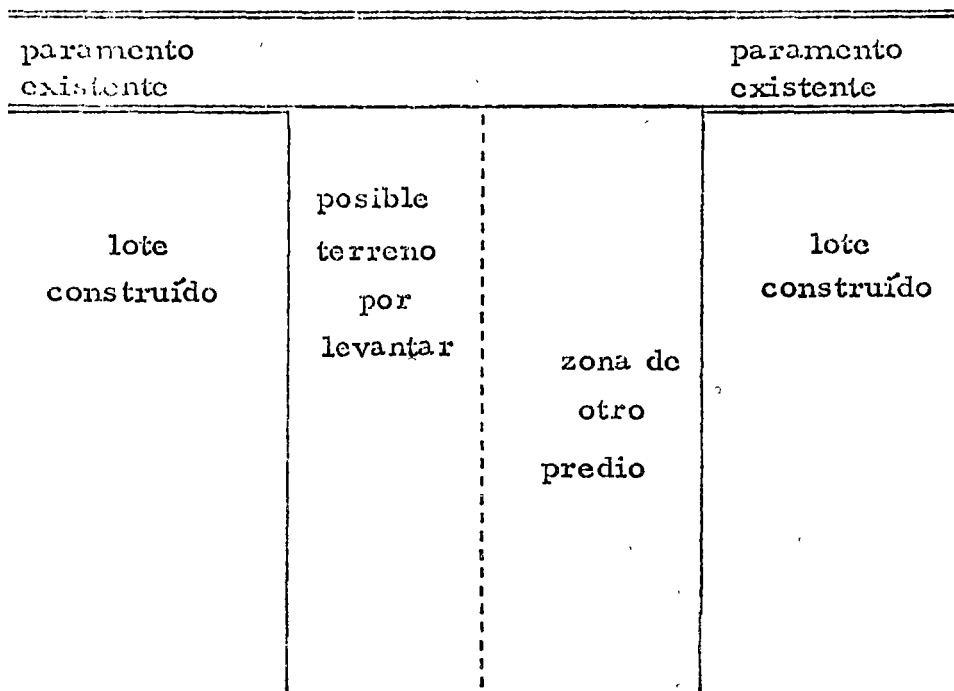 paramento
existente
paramento
existente
lote
construído
posible
terreno
por
levantar
zona de
otro
predio
lote
construído